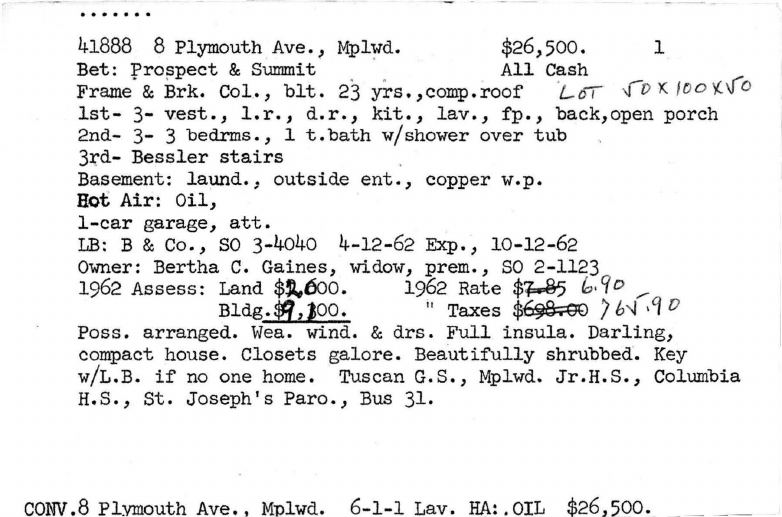 .......
41888 8 Plymouth Ave., Mplwd. $26,500. 1
Bet: Prospect & Summit All Cash
Frame & Brk. Col., blt. 23 yrs.,comp.roof LOT 50 X 100 X 50
1st- 3- vest., l.r., d.r., kit., lav., fp., back,open porch
2nd- 3- 3 bedrms., 1 t.bath w/shower over tub
3rd- Bessler stairs
Basement: laund., outside ent., copper w.p.
Hot Air: Oil,
1-car garage, att.
LB: B & Co., SO 3-4040 4-12-62 Exp., 10-12-62
Owner: Bertha C. Gaines, widow, prem., SO 2-1123
1962 Assess: Land $2,000. 1962 Rate $7.85 6.90
Bldg.$9,100. " Taxes $698.00 765.90
Poss. arranged. Wea. wind. & drs. Full insula. Darling,
compact house. Closets galore. Beautifully shrubbed. Key
w/L.B. if no one home. Tuscan G.S., Mplwd. Jr.H.S., Columbia
H.S., St. Joseph's Paro., Bus 31.
CONV.8 Plymouth Ave., Mplwd. 6-1-1 Lav. HA:.OIL $26,500.